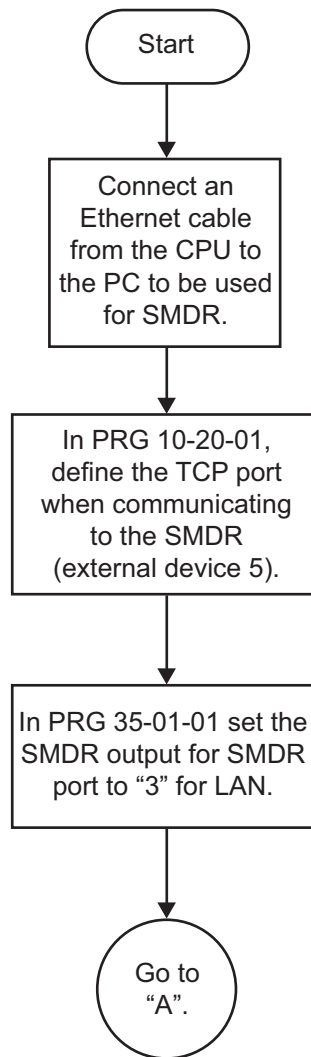 Start
Connect an
Ethernet cable
from the CPU to
the PC to be used
for SMDR.
In PRG 10-20-01,
define the TCP port
when communicating
to the SMDR
(external device 5).
In PRG 35-01-01 set the
SMDR output for SMDR
port to “3” for LAN.
Go to
“A”.